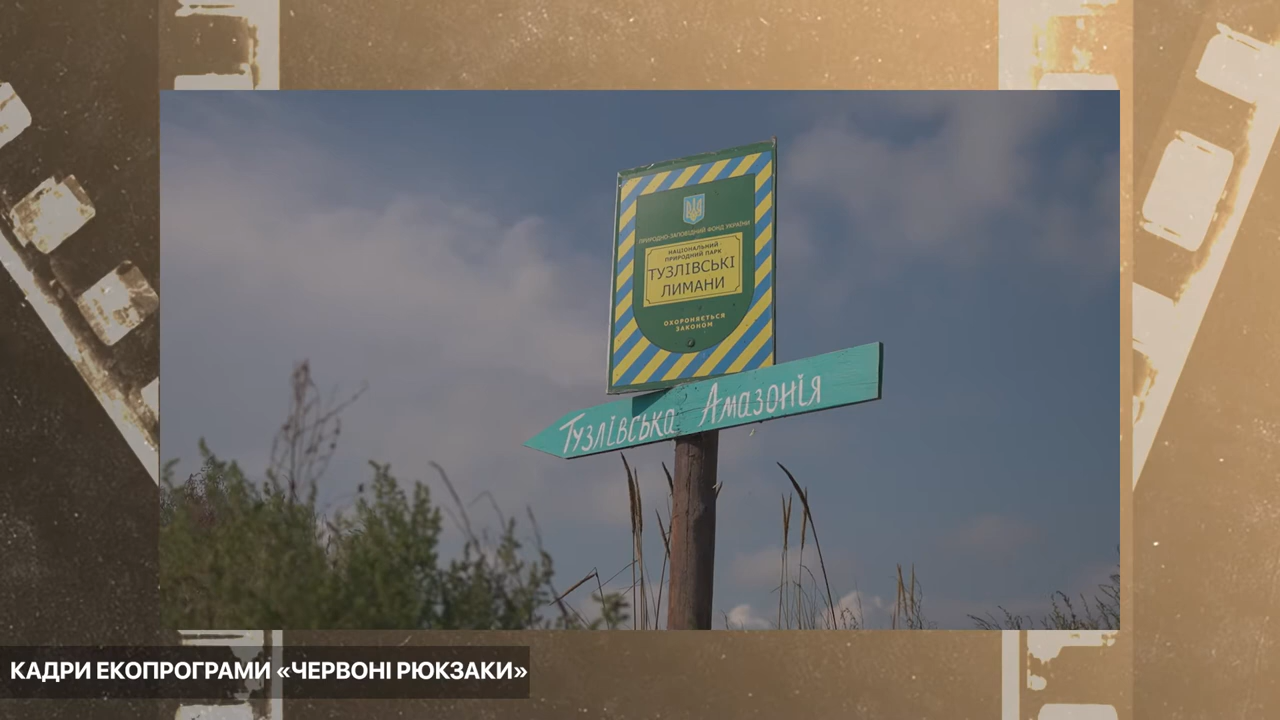 ПРИРОДНО-ЗАПОВІДНИЙ ФОНД УКРАЇНИ
НАЦІОНАЛЬНИЙ
ПРИРОДНИЙ ПАРК
ТУЗЛІВСЬКІ
ЛИМАНИ
ОХОРОНЯЄТЬСЯ
ЗАКОНОМ
Тузлівська Амазонія
КАДРИ ЕКОПРОГРАМИ «ЧЕРВОНІ РЮКЗАКИ»